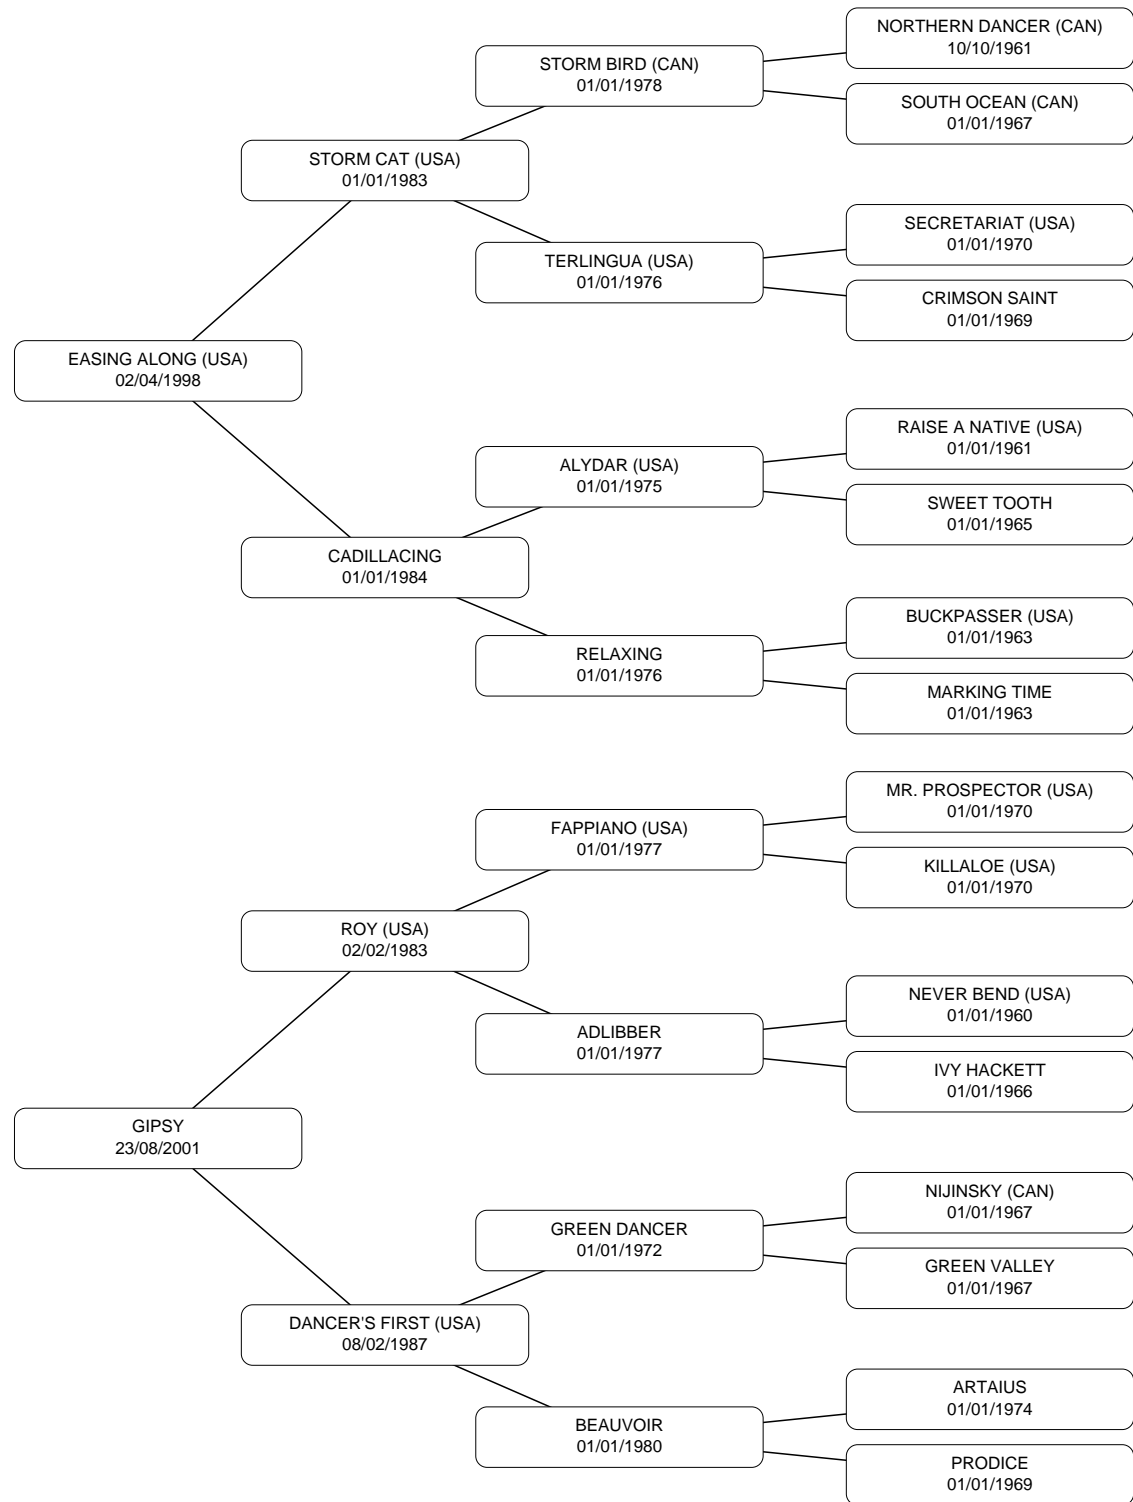 NORTHERN DANCER (CAN)
10/10/1961
STORM BIRD (CAN)
01/01/1978
SOUTH OCEAN (CAN)
01/01/1967
STORM CAT (USA)
01/01/1983
SECRETARIAT (USA)
01/01/1970
TERLINGUA (USA)
01/01/1976
CRIMSON SAINT
01/01/1969
EASING ALONG (USA)
02/04/1998
RAISE A NATIVE (USA)
01/01/1961
ALYDAR (USA)
01/01/1975
SWEET TOOTH
01/01/1965
CADILLACING
01/01/1984
BUCKPASSER (USA)
01/01/1963
RELAXING
01/01/1976
MARKING TIME
01/01/1963
MR. PROSPECTOR (USA)
01/01/1970
FAPPIANO (USA)
01/01/1977
KILLALOE (USA)
01/01/1970
ROY (USA)
02/02/1983
NEVER BEND (USA)
01/01/1960
ADLIBBER
01/01/1977
IVY HACKETT
01/01/1966
GIPSY
23/08/2001
NIJINSKY (CAN)
01/01/1967
GREEN DANCER
01/01/1972
GREEN VALLEY
01/01/1967
DANCER'S FIRST (USA)
08/02/1987
ARTAIUS
01/01/1974
BEAUVOIR
01/01/1980
PRODICE
01/01/1969